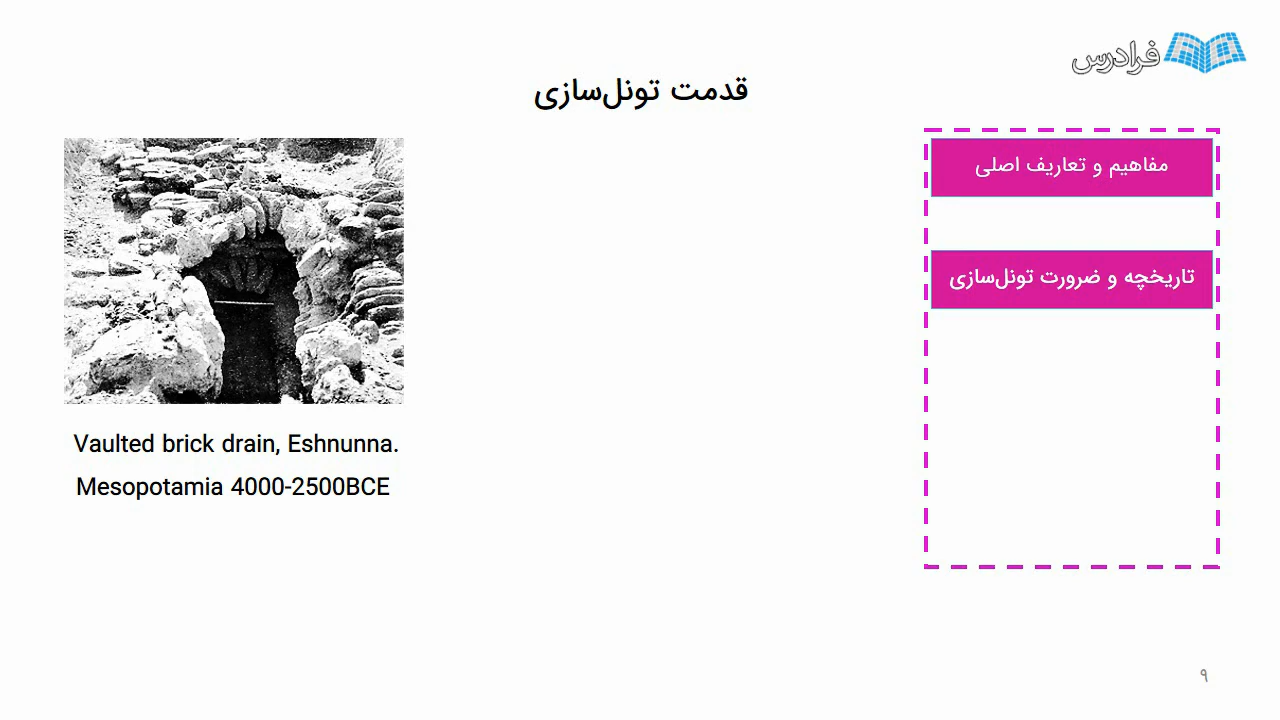 فرادرس
قدمت تونل‌سازی
مفاهیم و تعاریف اصلی
تاریخچه و ضرورت تونل‌سازی
Vaulted brick drain, Eshnunna.
Mesopotamia 4000-2500BCE
۹